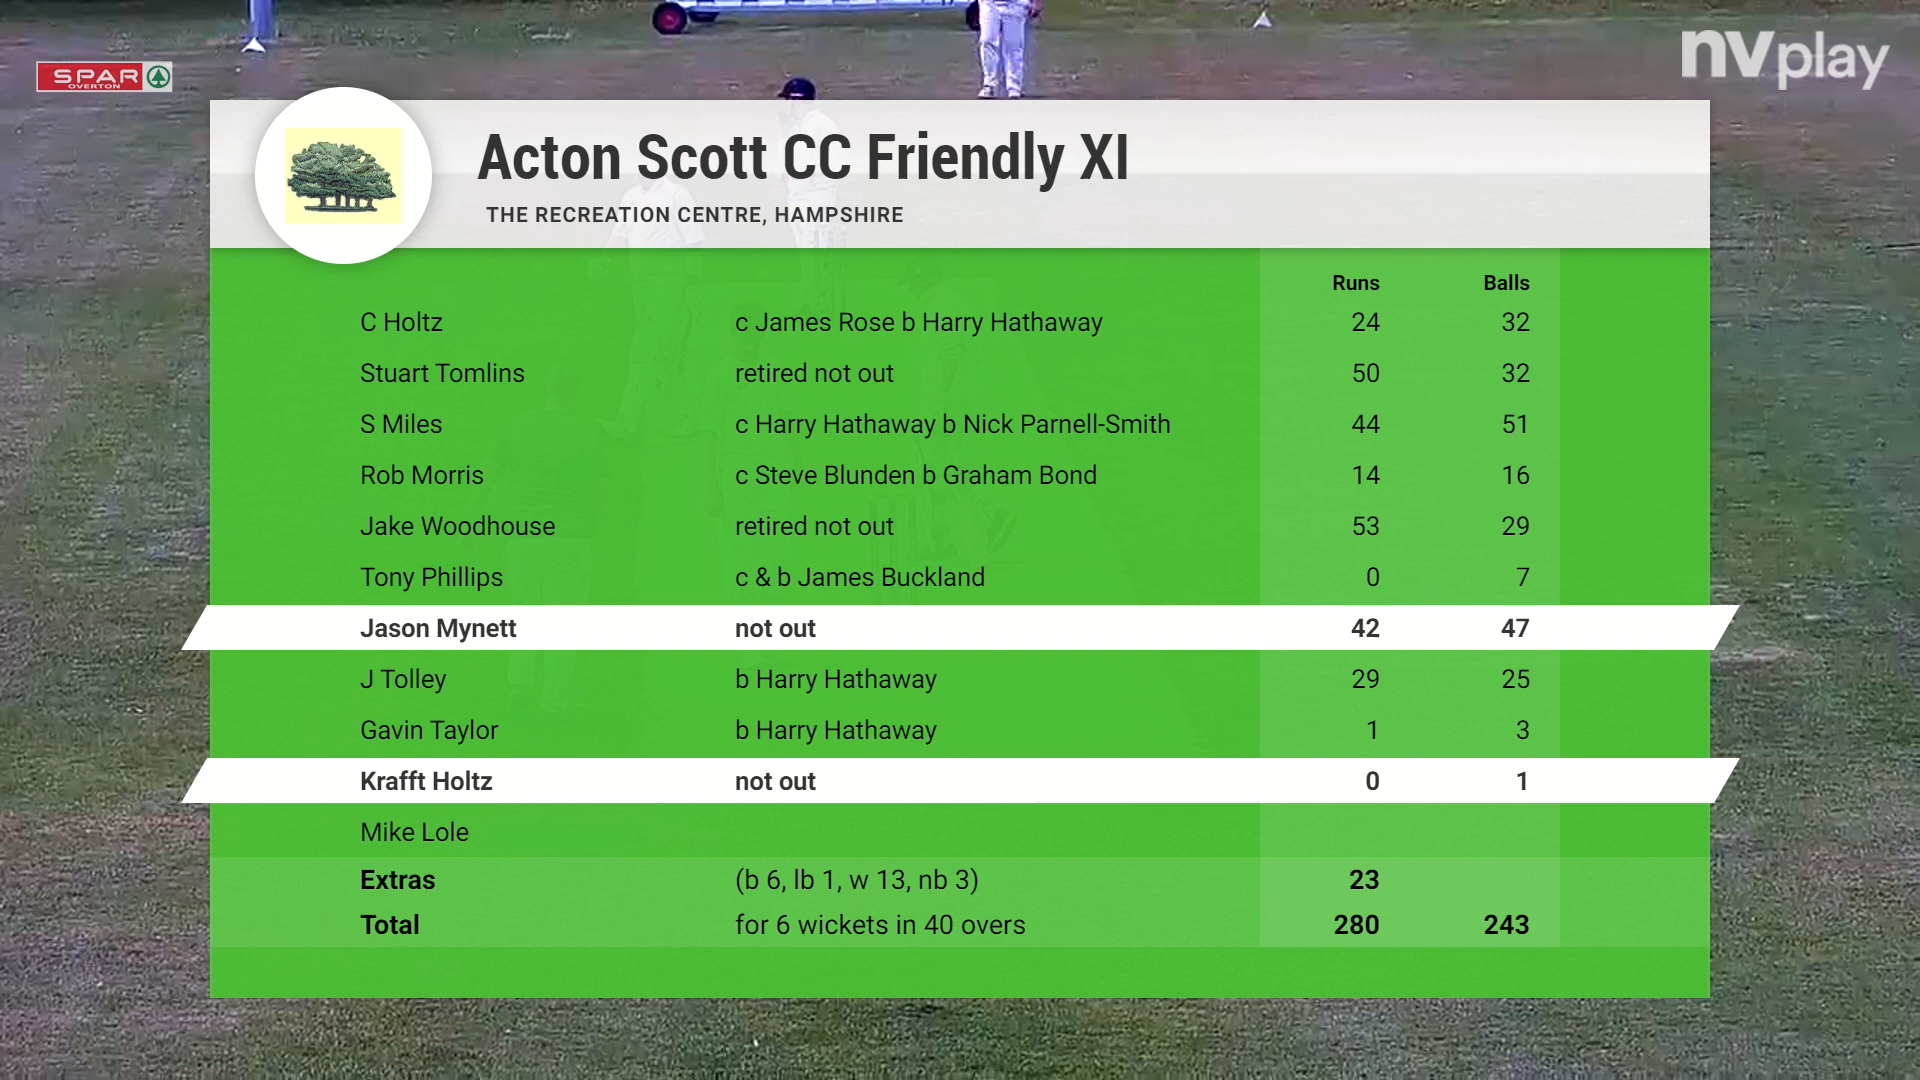 SPAR
OVERTON
nvplay
Acton Scott CC Friendly XI
THE RECREATION CENTRE, HAMPSHIRE
Runs Balls
C Holtz c James Rose b Harry Hathaway 24 32
Stuart Tomlins retired not out 50 32
S Miles c Harry Hathaway b Nick Parnell-Smith 44 51
Rob Morris c Steve Blunden b Graham Bond 14 16
Jake Woodhouse retired not out 53 29
Tony Phillips c & b James Buckland 0 7
Jason Mynett not out 42 47
J Tolley b Harry Hathaway 29 25
Gavin Taylor b Harry Hathaway 1 3
Krafft Holtz not out 0 1
Mike Lole
Extras (b 6, lb 1, w 13, nb 3) 23
Total for 6 wickets in 40 overs 280 243